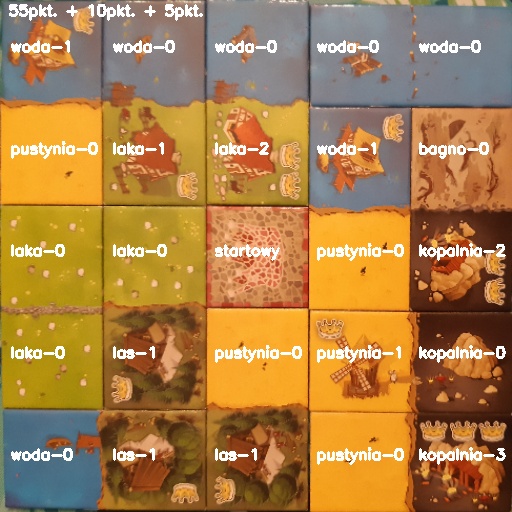 55pkt. + 10pkt. + 5pkt.
woda-1 woda-0 woda-0 woda-0 woda-0
pustynia-0 laka-1 laka-2 woda-1 bagno-0
laka-0 laka-0 startowy pustynia-0 kopalnia-2
laka-0 las-1 pustynia-0 pustynia-1 kopalnia-0
woda-0 las-1 las-1 pustynia-0 kopalnia-3